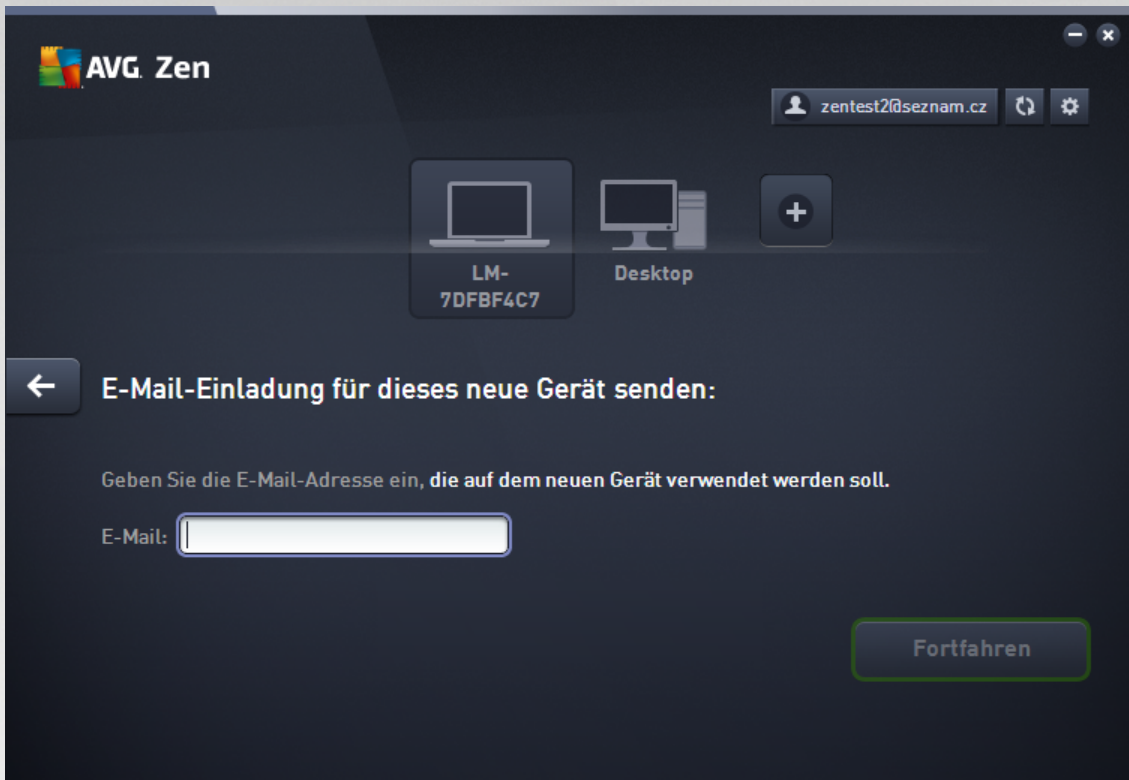 AVG. Zen
zentest2@seznam.cz
LM-
7DFBF4C7
Desktop
E-Mail-Einladung für dieses neue Gerät senden:
Geben Sie die E-Mail-Adresse ein, die auf dem neuen Gerät verwendet werden soll.
E-Mail:
Fortfahren